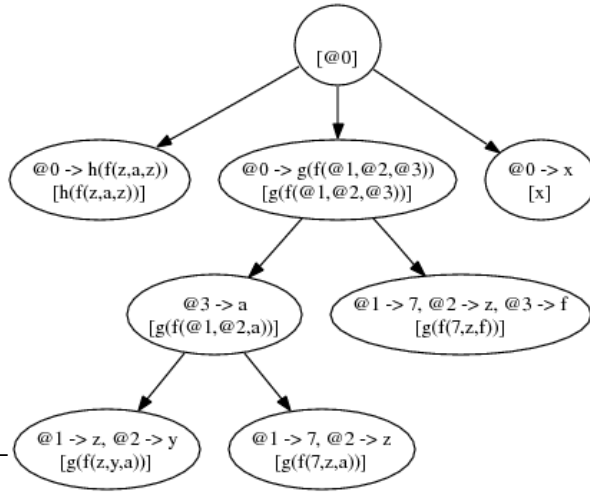 [@0]
@0 -> h(f(z,a,z))
[h(f(z,a,z))]
@0 -> g(f(@1,@2,@3))
[g(f(@1,@2,@3))]
@0 -> x
[x]
@3 -> a
[g(f(@1,@2,a))]
@1 -> 7, @2 -> z, @3 -> f
[g(f(7,z,f))]
@1 -> z, @2 -> y
[g(f(z,y,a))]
@1 -> 7, @2 -> z
[g(f(7,z,a))]